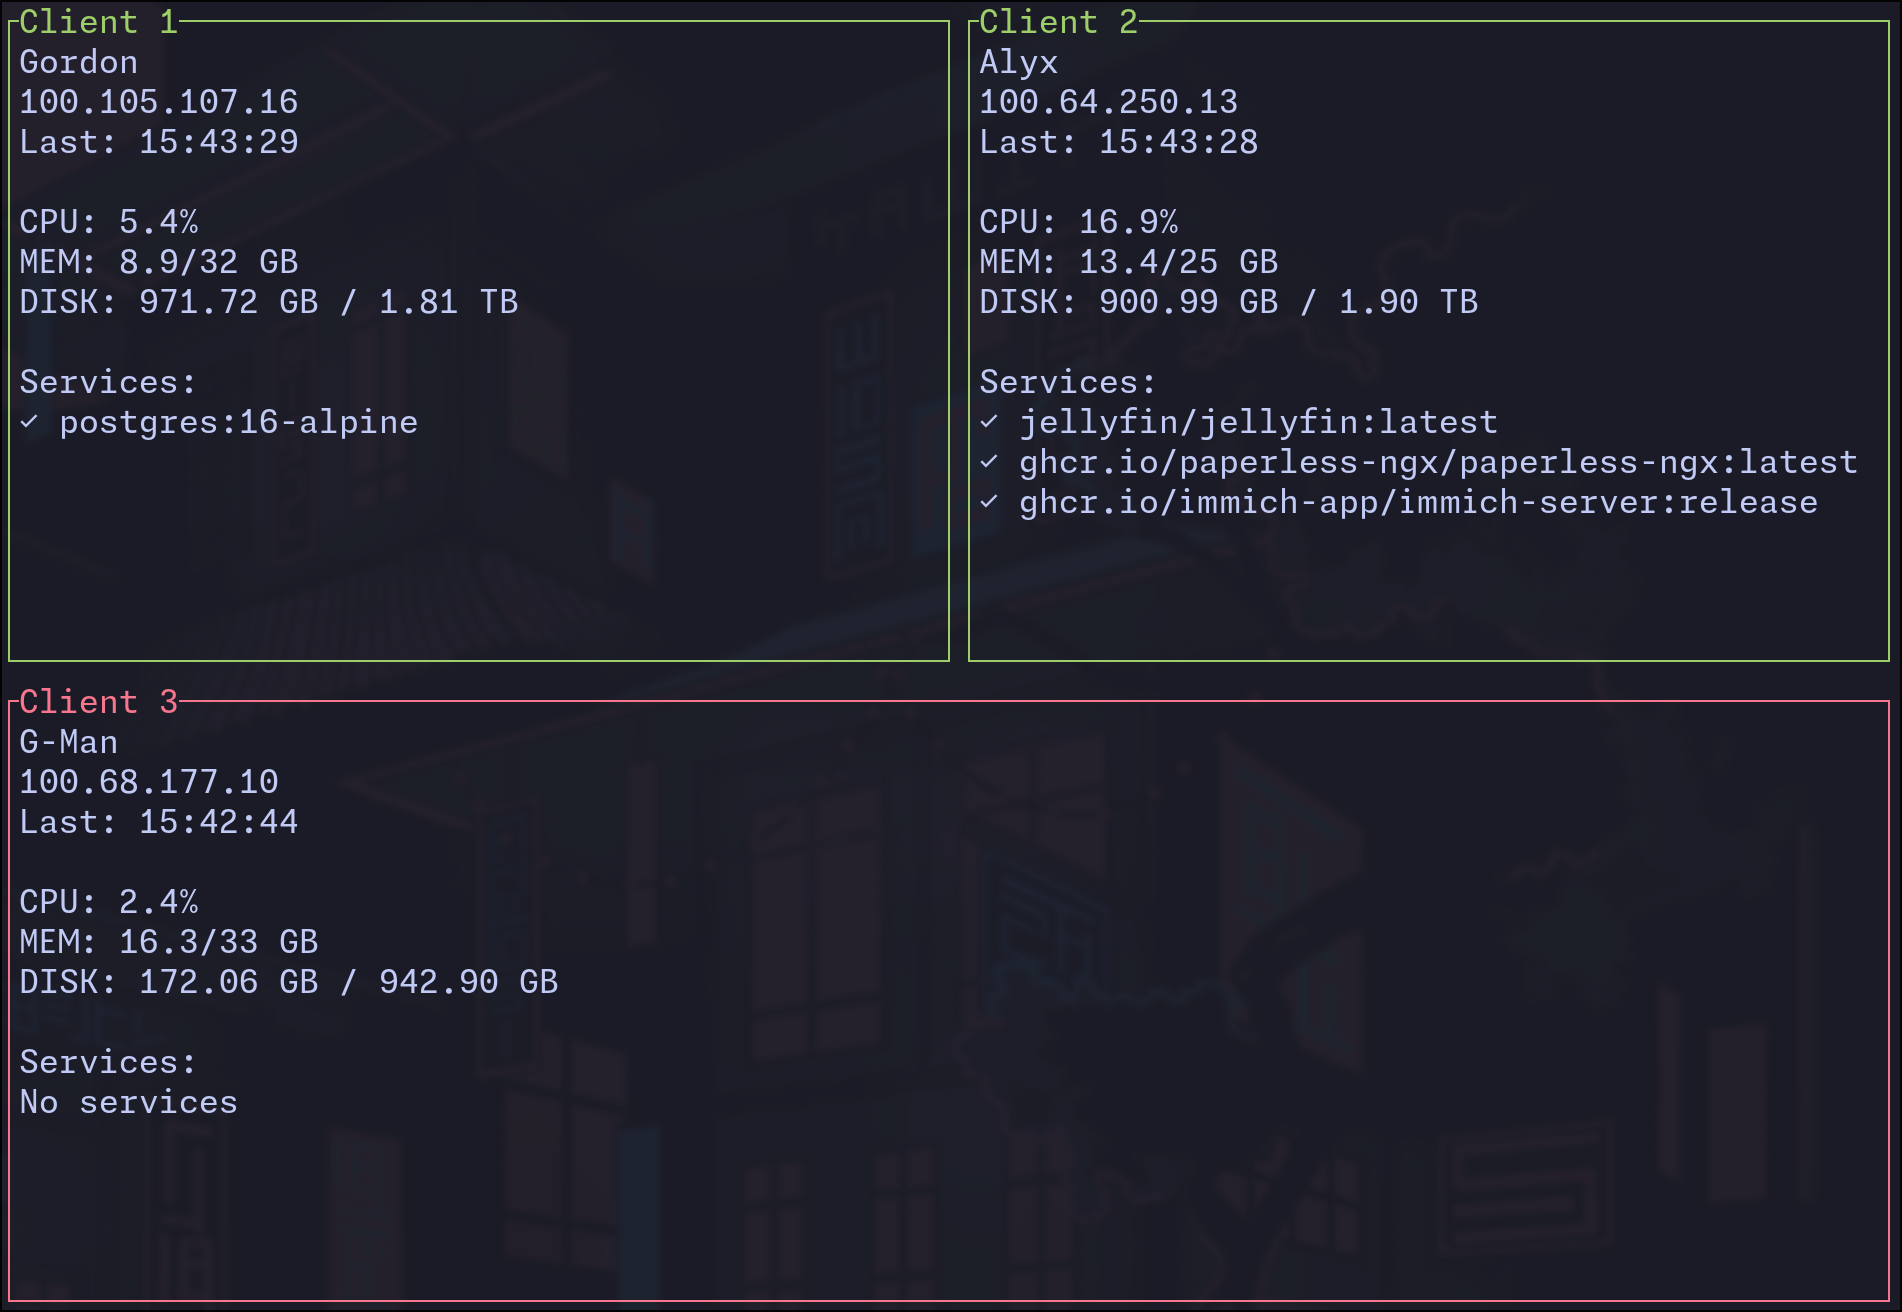 Client 1
Gordon
100.105.107.16
Last: 15:43:29
CPU: 5.4%
MEM: 8.9/32 GB
DISK: 971.72 GB / 1.81 TB
Services:
✓ postgres:16-alpine
Client 2
Alyx
100.64.250.13
Last: 15:43:28
CPU: 16.9%
MEM: 13.4/25 GB
DISK: 900.99 GB / 1.90 TB
Services:
✓ jellyfin/jellyfin:latest
✓ ghcr.io/paperless-ngx/paperless-ngx:latest
✓ ghcr.io/immich-app/immich-server:release
Client 3
G-Man
100.68.177.10
Last: 15:42:44
CPU: 2.4%
MEM: 16.3/33 GB
DISK: 172.06 GB / 942.90 GB
Services:
No services